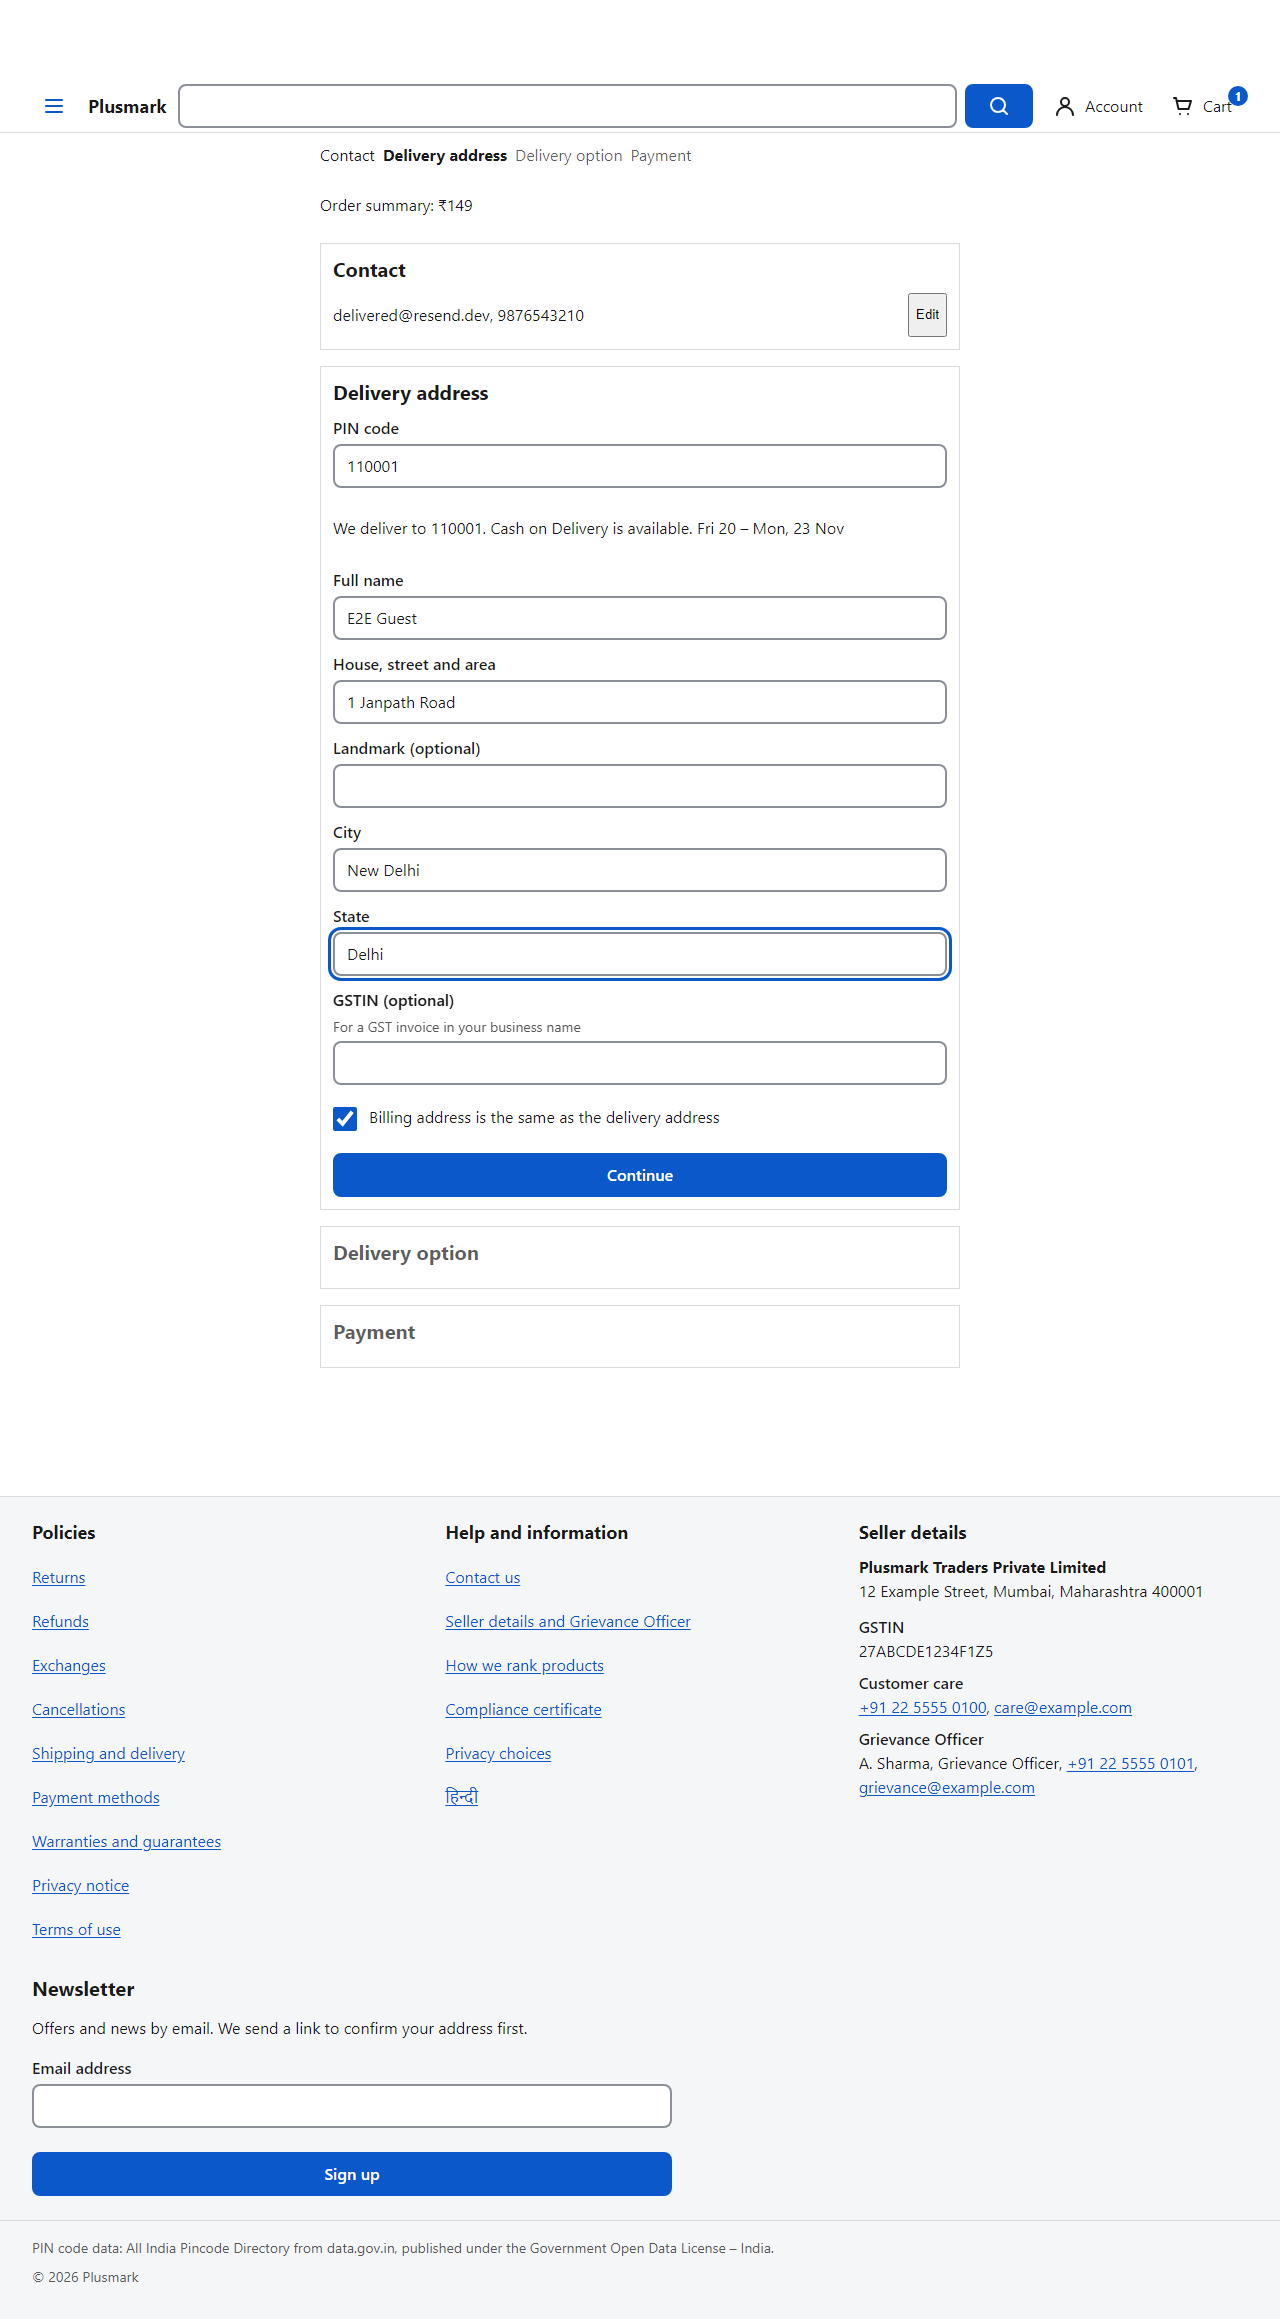 Plusmark
Account
Cart
1
Contact Delivery address Delivery option Payment
Order summary: ₹149
Contact
delivered@resend.dev, 9876543210
Edit
Delivery address
PIN code
110001
We deliver to 110001. Cash on Delivery is available. Fri 20 – Mon, 23 Nov
Full name
E2E Guest
House, street and area
1 Janpath Road
Landmark (optional)
City
New Delhi
State
Delhi
GSTIN (optional)
For a GST invoice in your business name
Billing address is the same as the delivery address
Continue
Delivery option
Payment
Policies
Returns
Refunds
Exchanges
Cancellations
Shipping and delivery
Payment methods
Warranties and guarantees
Privacy notice
Terms of use
Help and information
Contact us
Seller details and Grievance Officer
How we rank products
Compliance certificate
Privacy choices
हिन्दी
Seller details
Plusmark Traders Private Limited
12 Example Street, Mumbai, Maharashtra 400001
GSTIN
27ABCDE1234F1Z5
Customer care
+91 22 5555 0100, care@example.com
Grievance Officer
A. Sharma, Grievance Officer, +91 22 5555 0101,
grievance@example.com
Newsletter
Offers and news by email. We send a link to confirm your address first.
Email address
Sign up
PIN code data: All India Pincode Directory from data.gov.in, published under the Government Open Data License – India.
© 2026 Plusmark